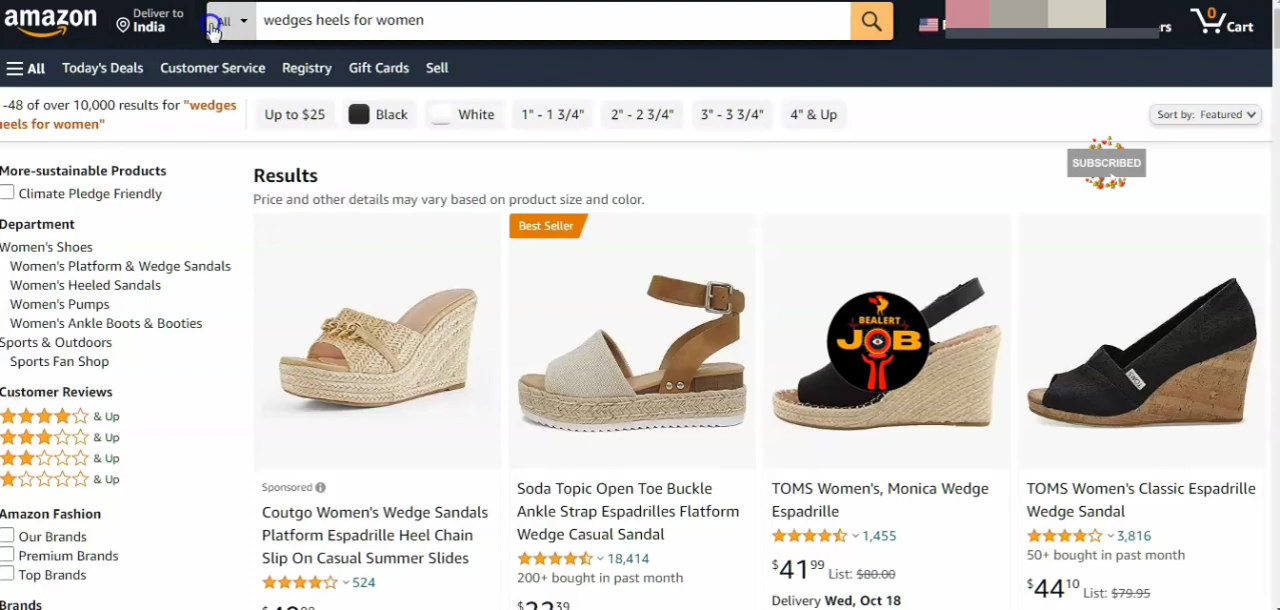 amazon
Deliver to
India
All
wedges heels for women
rs
0
Cart
All
Today's Deals
Customer Service
Registry
Gift Cards
Sell
-48 of over 10,000 results for "wedges
heels for women"
Up to $25
Black
White
1" - 1 3/4"
2" - 2 3/4"
3" - 3 3/4"
4" & Up
Sort by: Featured
SUBSCRIBED
More-sustainable Products
Climate Pledge Friendly
Department
Women's Shoes
Women's Platform & Wedge Sandals
Women's Heeled Sandals
Women's Pumps
Women's Ankle Boots & Booties
Sports & Outdoors
Sports Fan Shop
Customer Reviews
& Up
& Up
& Up
& Up
Amazon Fashion
Our Brands
Premium Brands
Top Brands
Brands
Results
Price and other details may vary based on product size and color.
Sponsored
Coutgo Women's Wedge Sandals
Platform Espadrille Heel Chain
Slip On Casual Summer Slides
524
Best Seller
Soda Topic Open Toe Buckle
Ankle Strap Espadrilles Flatform
Wedge Casual Sandal
18,414
200+ bought in past month
$22.39
BEALERT
JOB
TOMS Women's, Monica Wedge
Espadrille
1,455
$41 99 List: $80.00
Delivery Wed, Oct 18
TOMS
TOMS Women's Classic Espadrille
Wedge Sandal
3,816
50+ bought in past month
$44 10 List: $79.95